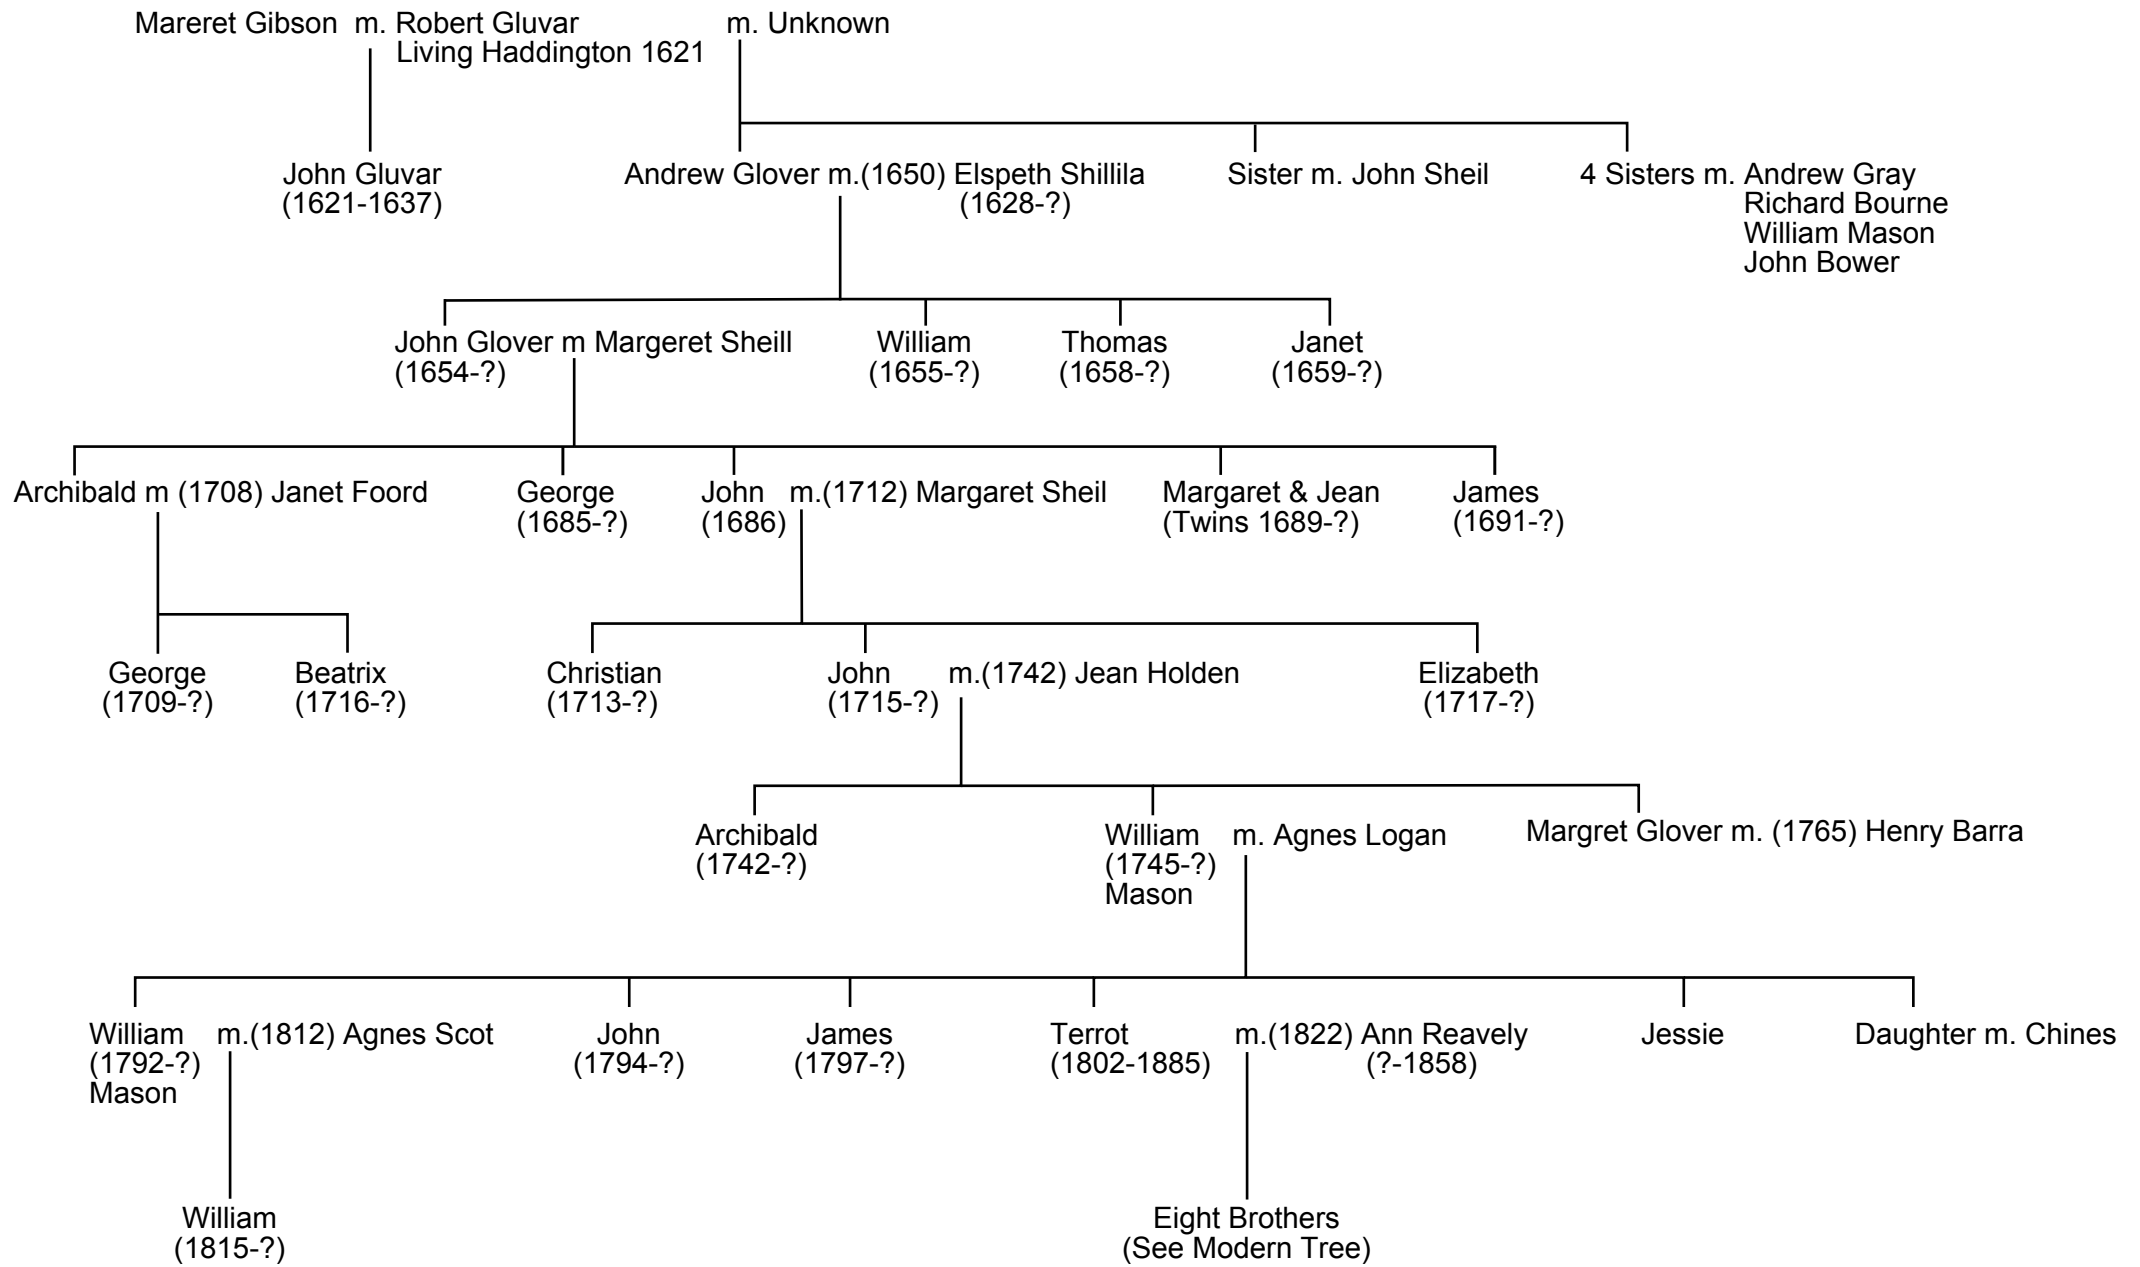 Mareret Gibson m. Robert Gluvar m. Unknown
Living Haddington 1621
John Gluvar
(1621-1637)
Andrew Glover m.(1650) Elspeth Shillila
(1628-?)
Sister m. John Sheil
4 Sisters m. Andrew Gray
Richard Bourne
William Mason
John Bower
John Glover m Margeret Sheill
(1654-?)
William
(1655-?)
Thomas
(1658-?)
Janet
(1659-?)
Archibald m (1708) Janet Foord
George
(1685-?)
John m.(1712) Margaret Sheil
(1686)
Margaret & Jean
(Twins 1689-?)
James
(1691-?)
George
(1709-?)
Beatrix
(1716-?)
Christian
(1713-?)
John m.(1742) Jean Holden
(1715-?)
Elizabeth
(1717-?)
Archibald
(1742-?)
William m. Agnes Logan
(1745-?)
Mason
Margret Glover m. (1765) Henry Barra
William m.(1812) Agnes Scot
(1792-?)
Mason
John
(1794-?)
James
(1797-?)
Terrot m.(1822) Ann Reavely
(1802-1885) (?-1858)
Jessie
Daughter m. Chines
William
(1815-?)
Eight Brothers
(See Modern Tree)